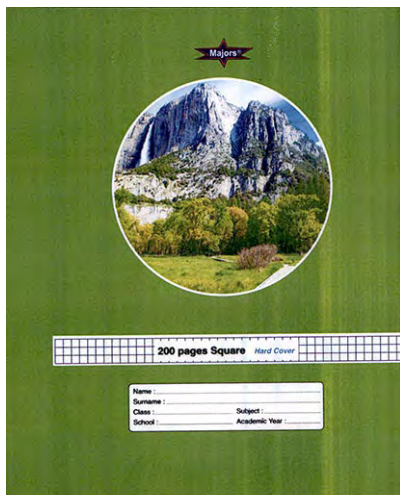 Majors®
200 pages Square Hard Cover
Name :
Surname :
Class : Subject :
School : Academic Year :